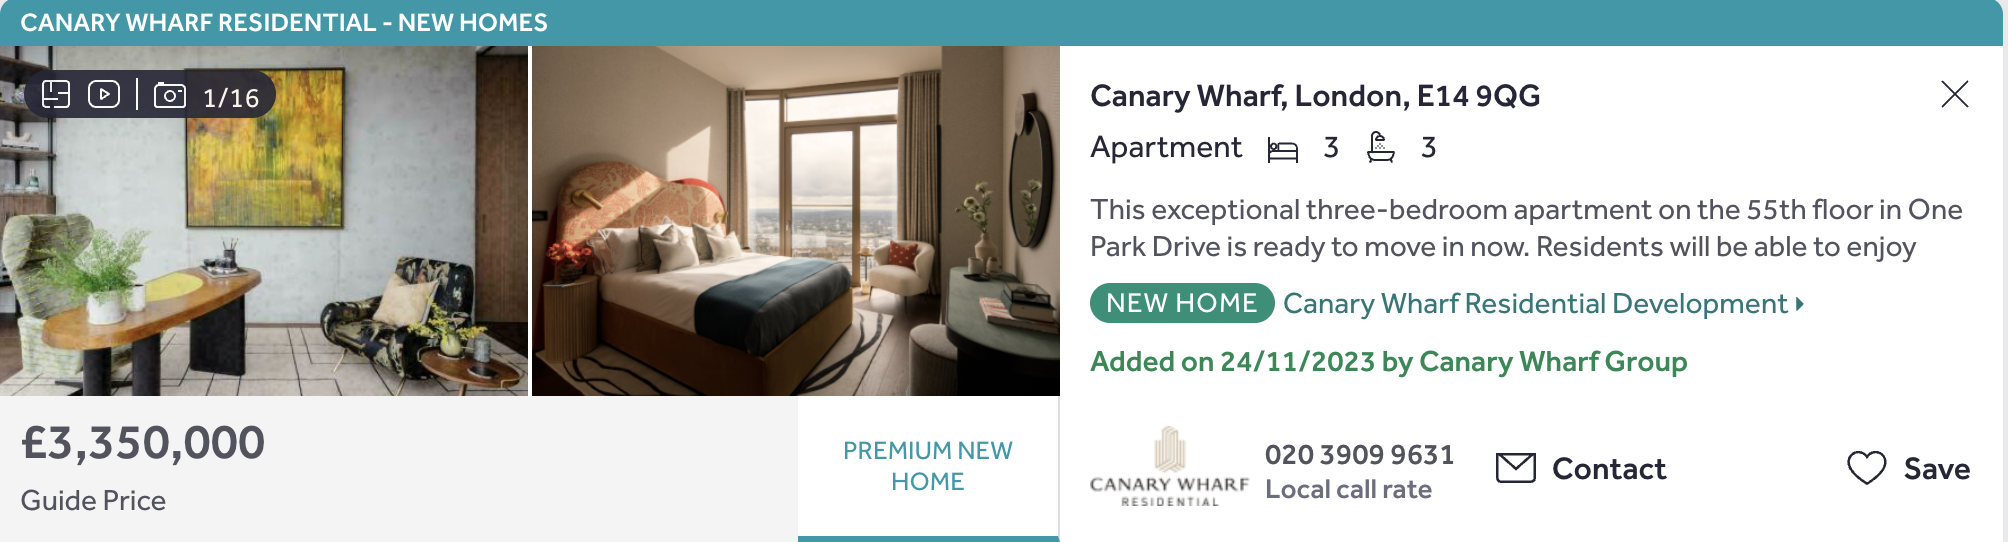 CANARY WHARF RESIDENTIAL - NEW HOMES
1/16
£3,350,000
Guide Price
PREMIUM NEW
HOME
Canary Wharf, London, E14 9QG
Apartment 3 3
This exceptional three-bedroom apartment on the 55th floor in One
Park Drive is ready to move in now. Residents will be able to enjoy
NEW HOME Canary Wharf Residential Development
Added on 24/11/2023 by Canary Wharf Group
CANARY WHARF
RESIDENTIAL
020 3909 9631
Local call rate
Contact
Save